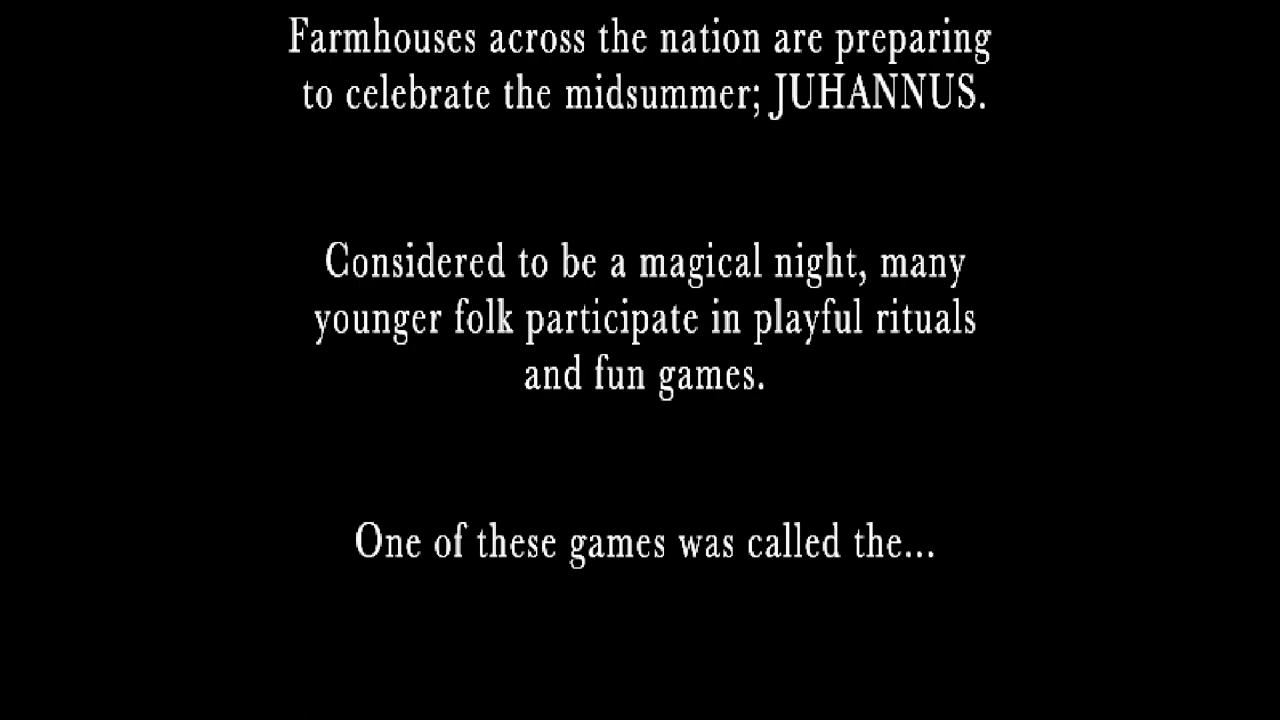 Farmhouses across the nation are preparing
to celebrate the midsummer; JUHANNUS.
Considered to be a magical night, many
younger folk participate in playful rituals
and fun games.
One of these games was called the...